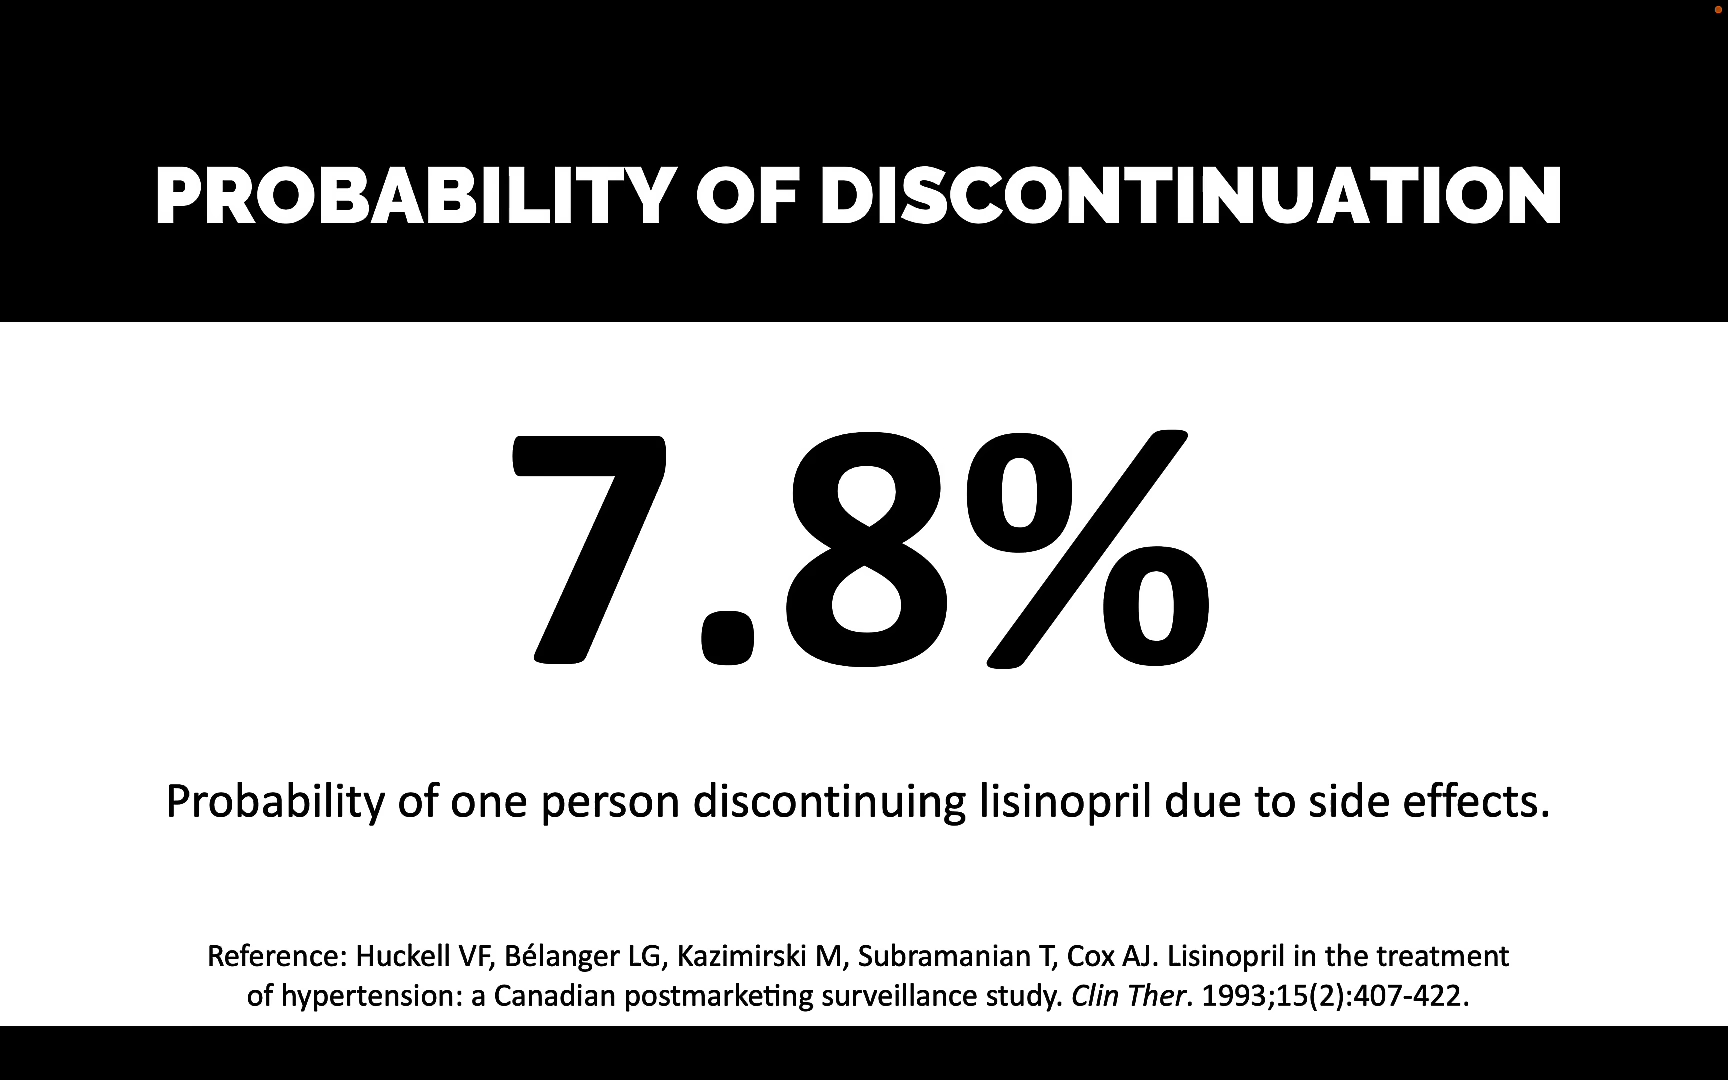 PROBABILITY OF DISCONTINUATION
7.8%
Probability of one person discontinuing lisinopril due to side effects.
Reference: Huckell VF, Bélanger LG, Kazimirski M, Subramanian T, Cox AJ. Lisinopril in the treatment
of hypertension: a Canadian postmarketing surveillance study. Clin Ther. 1993;15(2):407-422.